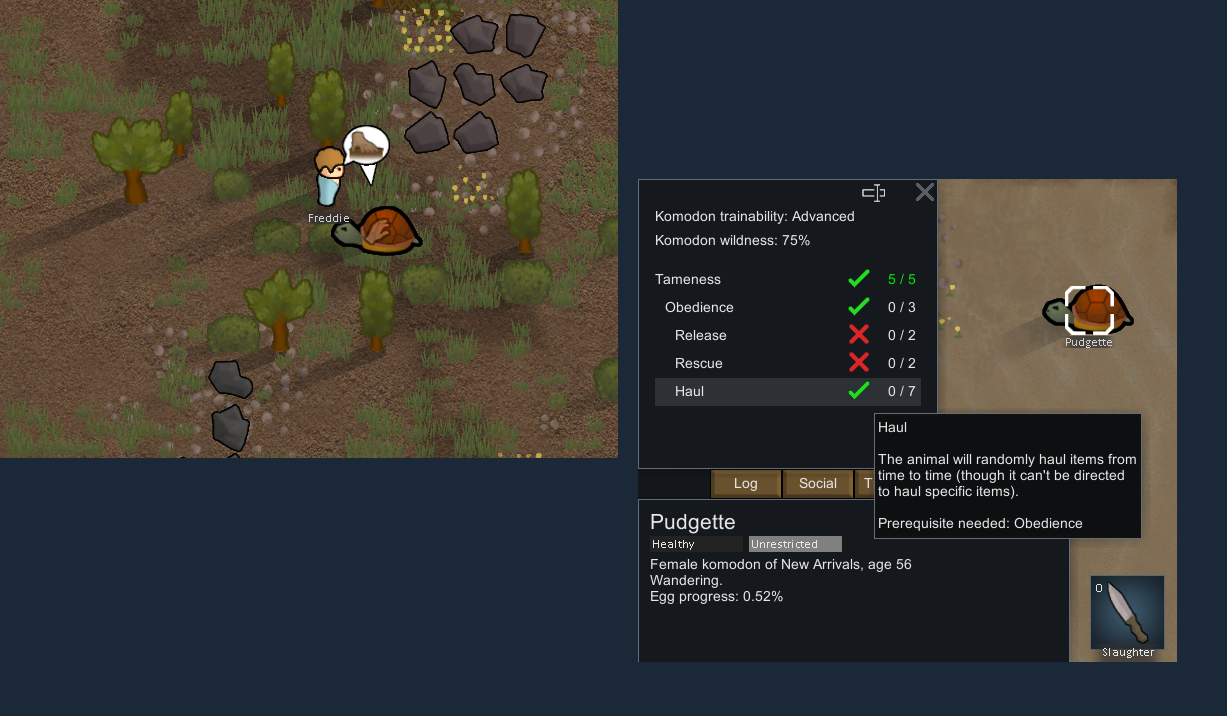 Freddie
Komodon trainability: Advanced
Komodon wildness: 75%
Tameness 5 / 5
Obedience 0 / 3
Release 0 / 2
Rescue 0 / 2
Haul 0 / 7
Pudgette
Haul
The animal will randomly haul items from
time to time (though it can't be directed
to haul specific items).
Prerequisite needed: Obedience
Log Social T
Pudgette
Healthy Unrestricted
Female komodon of New Arrivals, age 56
Wandering.
Egg progress: 0.52%
0
Slaughter